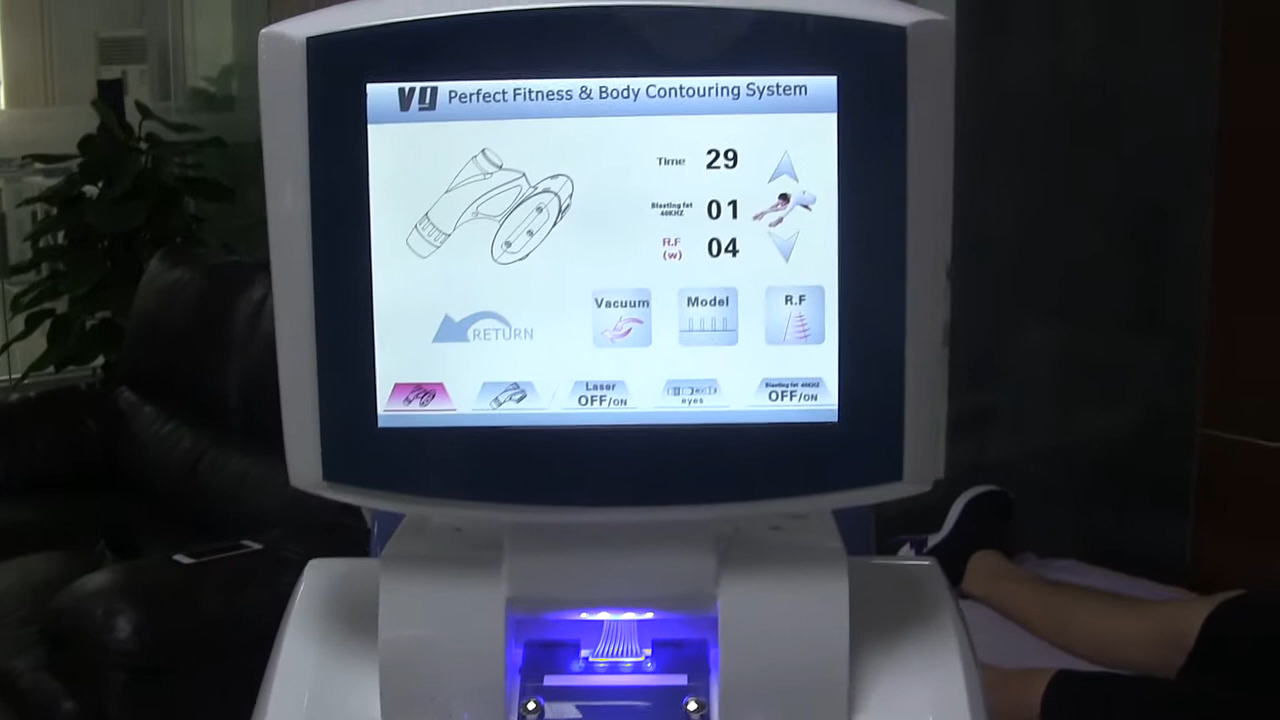 V9 Perfect Fitness & Body Contouring System
Time 29
Blasting fat 40KHZ 01
R.F (w) 04
Vacuum
Model
R.F
RETURN
Laser OFF/ON
eyes
Blasting fat 40KHZ OFF/ON